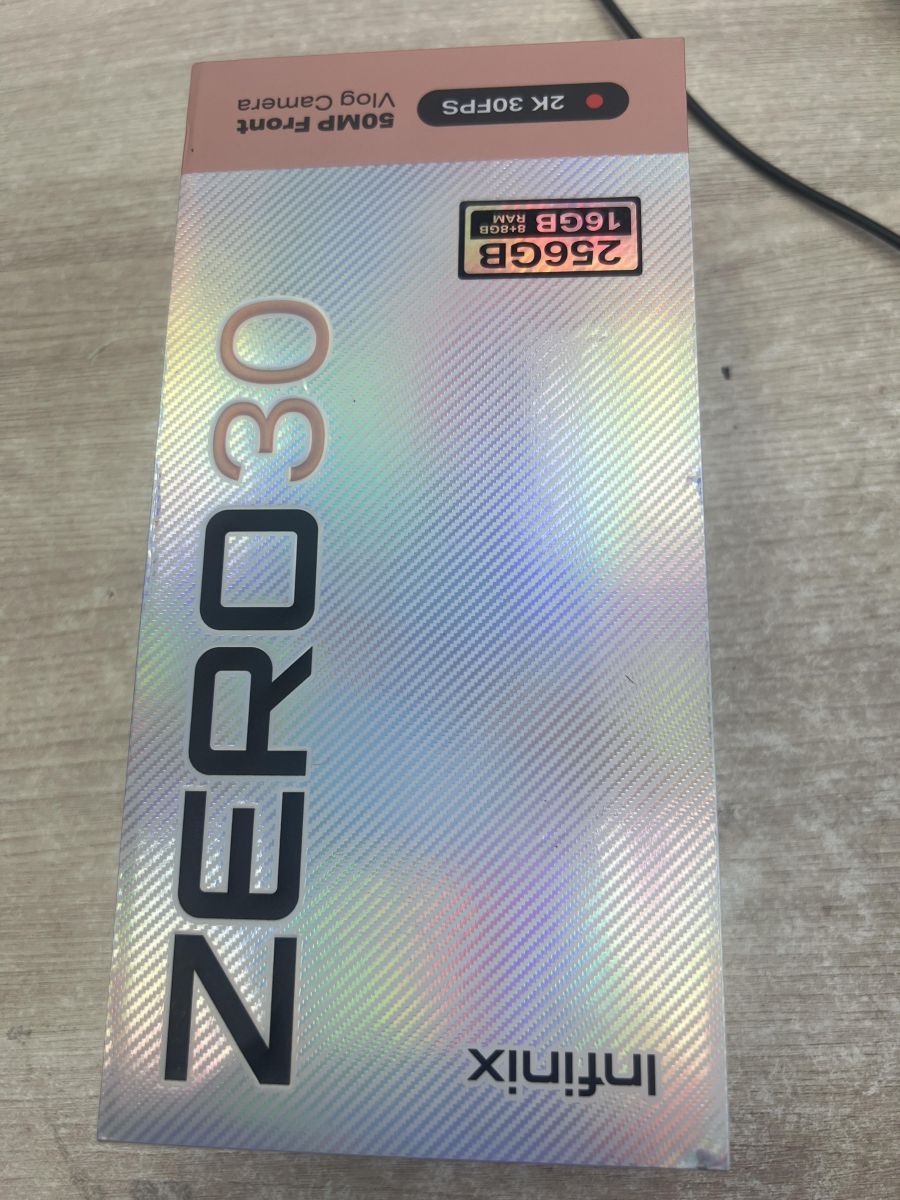 Infinix
ZERO 30
256GB
16GB 8+8GB
RAM
2K 30FPS
50MP Front
Vlog Camera